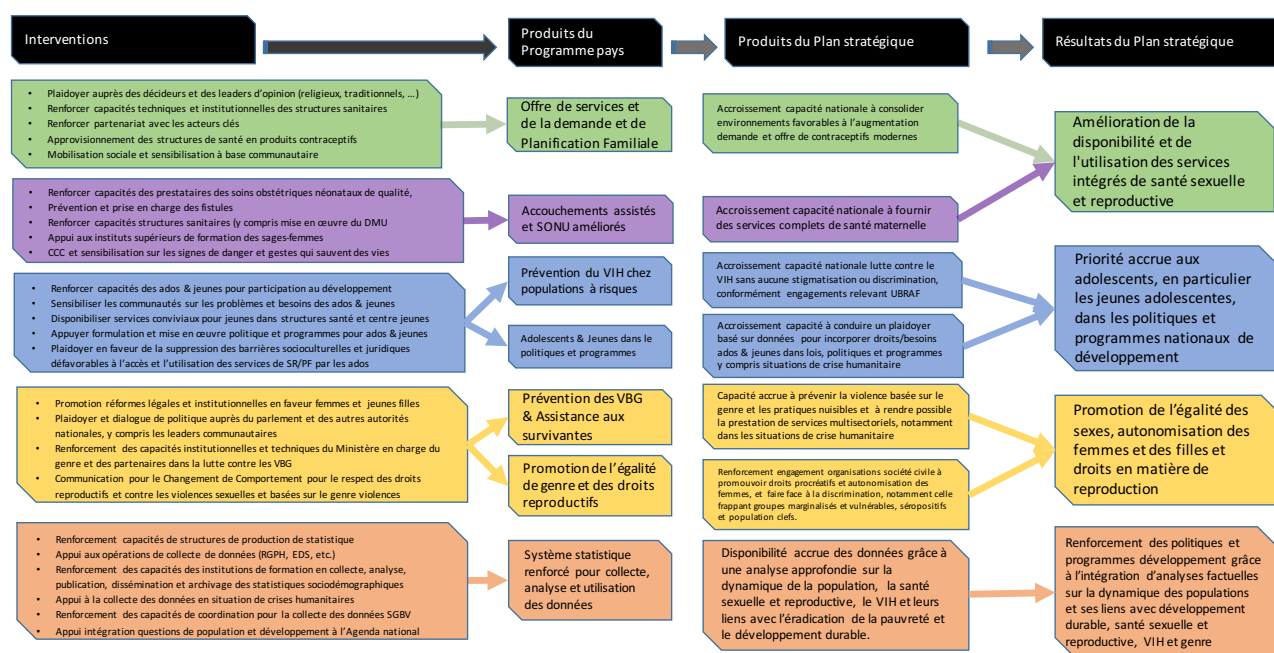 Interventions
Produits du
Programme pays
Produits du Plan stratégique
Résultats du Plan stratégique
• Plaidoyer auprès des décideurs et des leaders d'opinion (religieux, traditionnels, …)
• Renforcer capacités techniques et institutionnelles des structures sanitaires
• Renforcer partenariat avec les acteurs dés
• Approvisionnement des structures de santé en produits contraceptifs
• Mobilisation sociale et sensibilisation à base communautaire
Offre de services et
de la demande et de
Planification Familiale
Accroissement capacité nationale à consolider
environnements favorables à l'augmentation
demande et offre de contraceptifs modernes
Amélioration de la
disponibilité et de
l'utilisation des services
intégrés de santé sexuelle
et reproductive
• Renforcer capacités des prestataires des soins obstétriques néonataux de qualité,
• Prévention et prise en charge des fistules
• Renforcer capacités structures sanitaires (y compris mise en œuvre du DMU
• Appui aux instituts supérieurs de formation des sages-femmes
• CCC et sensibilisation sur les signes de danger et gestes qui sauvent des vies
Accouchements assistés
et SONU améliorés
Accroissement capacité nationale à fournir
des services complets de santé maternelle
• Renforcer capacités des ados & jeunes pour participation au développement
• Sensibiliser les communautés sur les problèmes et besoins des ados & jeunes
• Disponibiliser services conviviaux pour jeunes dans structures santé et centre jeunes
• Appuyer formulation et mise en œuvre politique et programmes pour ados & jeunes
• Plaidoyer en faveur de la suppression des barrières socioculturelles et juridiques
défavorables à l'accès et l'utilisation des services de SR/PF par les ados
Prévention du VIH chez
populations à risques
Adolescents & Jeunes dans le
politiques et programmes
Accroissement capacité nationale lutte contre le
VIH sans aucune stigmatisation ou discrimination,
conformément engagements relevant UBRAF
Accroissement capacité à conduire un plaidoyer
basé sur données pour incorporer droits/besoins
ados & jeunes dans lois, politiques et programmes
y compris situations de crise humanitaire
Priorité accrue aux
adolescents, en particulier
les jeunes adolescentes,
dans les politiques et
programmes nationaux de
développement
• Promotion réformes légales et institutionnelles en faveur femmes et jeunes filles
• Plaidoyer et dialogue de politique auprès du parlement et des autres autorités
nationales, y compris les leaders communautaires
• Renforcement des capacités institutionnelles et techniques du Ministère en charge du
genre et des partenaires dans la lutte contre les VBG
• Communication pour le Changement de Comportement pour le respect des droits
reproductifs et contre les violences sexuelles et basées sur le genre violences
Prévention des VBG
& Assistance aux
survivantes
Promotion de l'égalité
de genre et des droits
reproductifs
Capacité accrue à prévenir la violence basée sur le
genre et les pratiques nuisibles et à rendre possible
la prestation de services multisectoriels, notamment
dans les situations de crise humanitaire
Renforcement engagement organisations société civile à
promouvoir droits procréatifs et autonomisation des
femmes, et faire face à la discrimination, notamment celle
frappant groupes marginalisés et vulnérables, séropositifs
et population clefs.
Promotion de l'égalité des
sexes, autonomisation des
femmes et des filles et
droits en matière de
reproduction
• Renforcement capacités de structures de production de statistique
• Appui aux opérations de collecte de données (RGPH, EDS, etc.)
• Renforcement des capacités des institutions de formation en collecte, analyse,
publication, dissémination et archivage des statistiques sociodémographiques
• Appui à la collecte des données en situation de crises humanitaires
• Renforcement des capacités de coordination pour la collecte des données SGBV
• Appui intégration questions de population et développement à l'Agenda national
Système statistique
renforcé pour collecte,
analyse et utilisation
des données
Disponibilité accrue des données grâce à
une analyse approfondie sur la
dynamique de la population, la santé
sexuelle et reproductive, le VIH et leurs
liens avec l'éradication de la pauvreté et
le développement durable.
Renforcement des politiques et
programmes développement grâce
à l'intégration d'analyses factuelles
sur la dynamique des populations
et ses liens avec développement
durable, santé sexuelle et
reproductive, VIH et genre